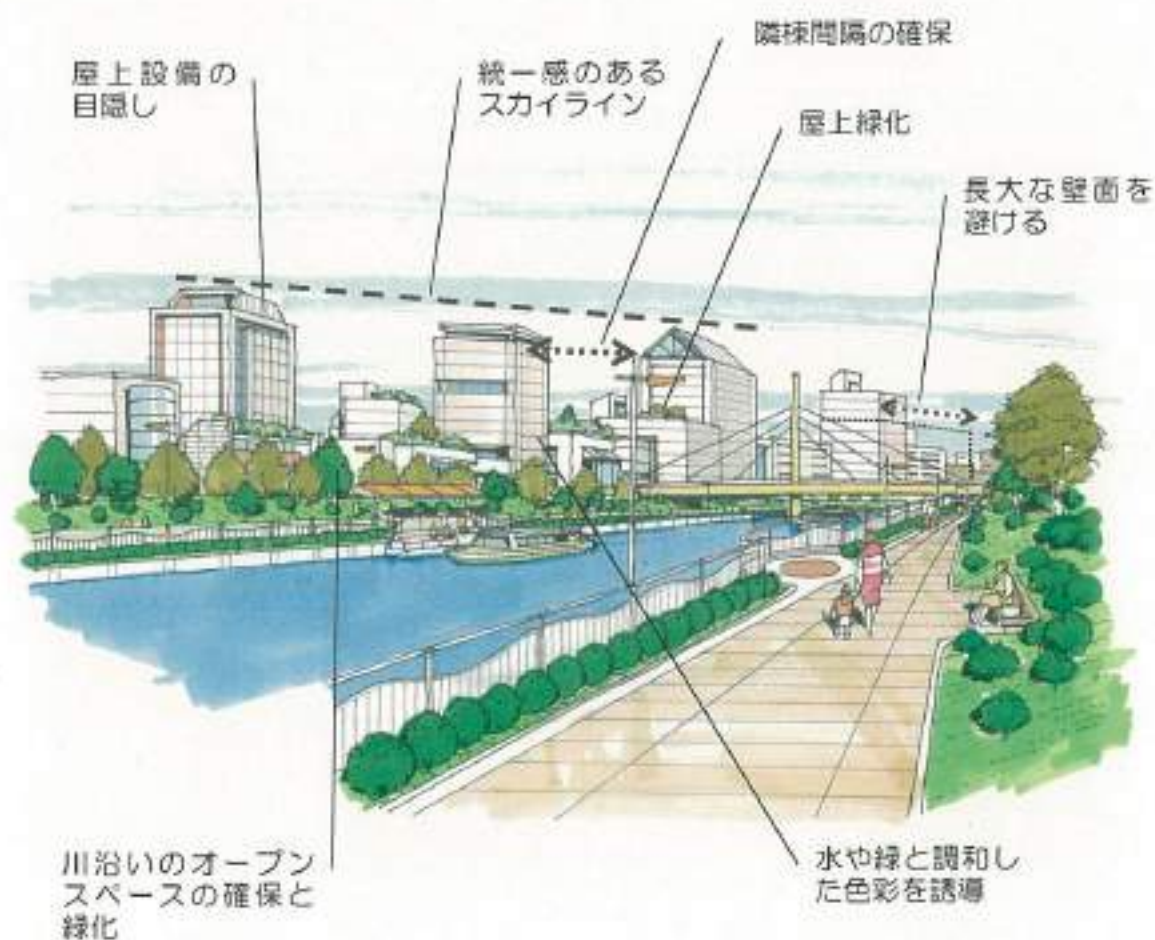 隣棟間隔の確保
屋上設備の
目隠し
統一感のある
スカイライン
屋上緑化
長大な壁面を
避ける
川沿いのオープン
スペースの確保と
緑化
水や緑と調和し
た色彩を誘導